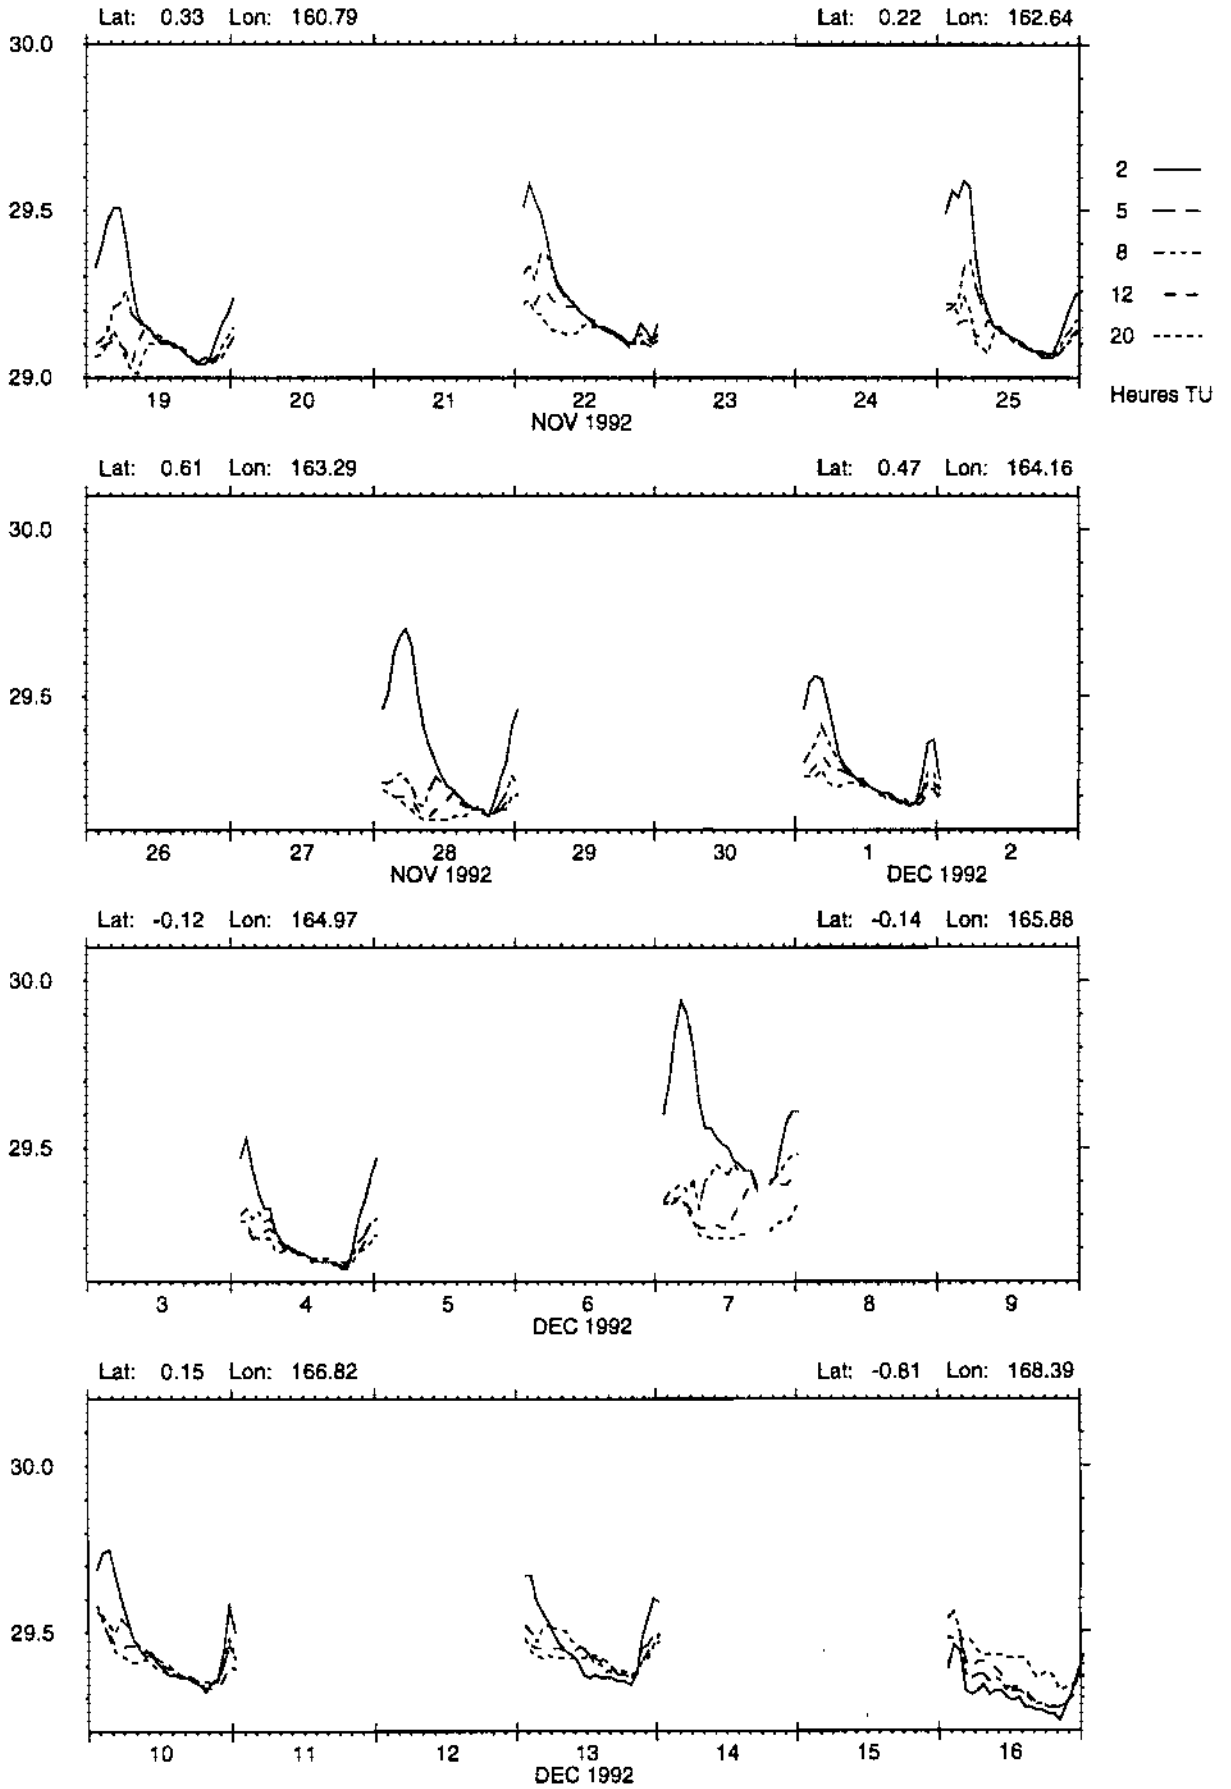 Lat: 0.33 Lon: 160.79 Lat: 0.22 Lon: 162.64
30.0
2
29.5
5
8
12
20
29.0
Heures TU
19 20 21 22 23 24 25
NOV 1992
Lat: 0.61 Lon: 163.29 Lat: 0.47 Lon: 164.16
30.0
29.5
26 27 28 29 30 1 2
NOV 1992 DEC 1992
Lat: -0.12 Lon: 164.97 Lat: -0.14 Lon: 165.88
30.0
29.5
3 4 5 6 7 8 9
DEC 1992
Lat: 0.15 Lon: 166.82 Lat: -0.81 Lon: 168.39
30.0
29.5
10 11 12 13 14 15 16
DEC 1992